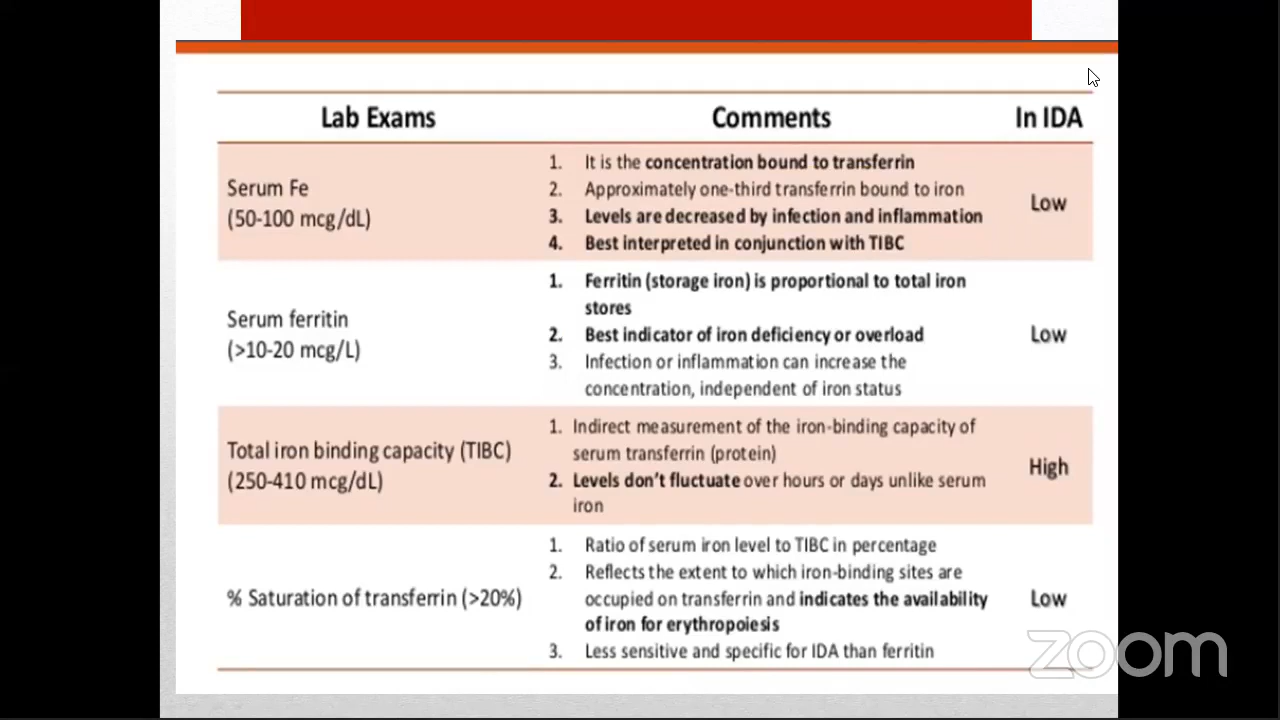 Lab Exams Comments In IDA
Serum Fe
(50-100 mcg/dL)
1. It is the concentration bound to transferrin
2. Approximately one-third transferrin bound to iron
3. Levels are decreased by infection and inflammation
4. Best interpreted in conjunction with TIBC
Low
Serum ferritin
(>10-20 mcg/L)
1. Ferritin (storage iron) is proportional to total iron
stores
2. Best indicator of iron deficiency or overload
3. Infection or inflammation can increase the
concentration, independent of iron status
Low
Total iron binding capacity (TIBC)
(250-410 mcg/dL)
1. Indirect measurement of the iron-binding capacity of
serum transferrin (protein)
2. Levels don't fluctuate over hours or days unlike serum
iron
High
% Saturation of transferrin (>20%)
1. Ratio of serum iron level to TIBC in percentage
2. Reflects the extent to which iron-binding sites are
occupied on transferrin and indicates the availability
of iron for erythropoiesis
3. Less sensitive and specific for IDA than ferritin
Low
zoom